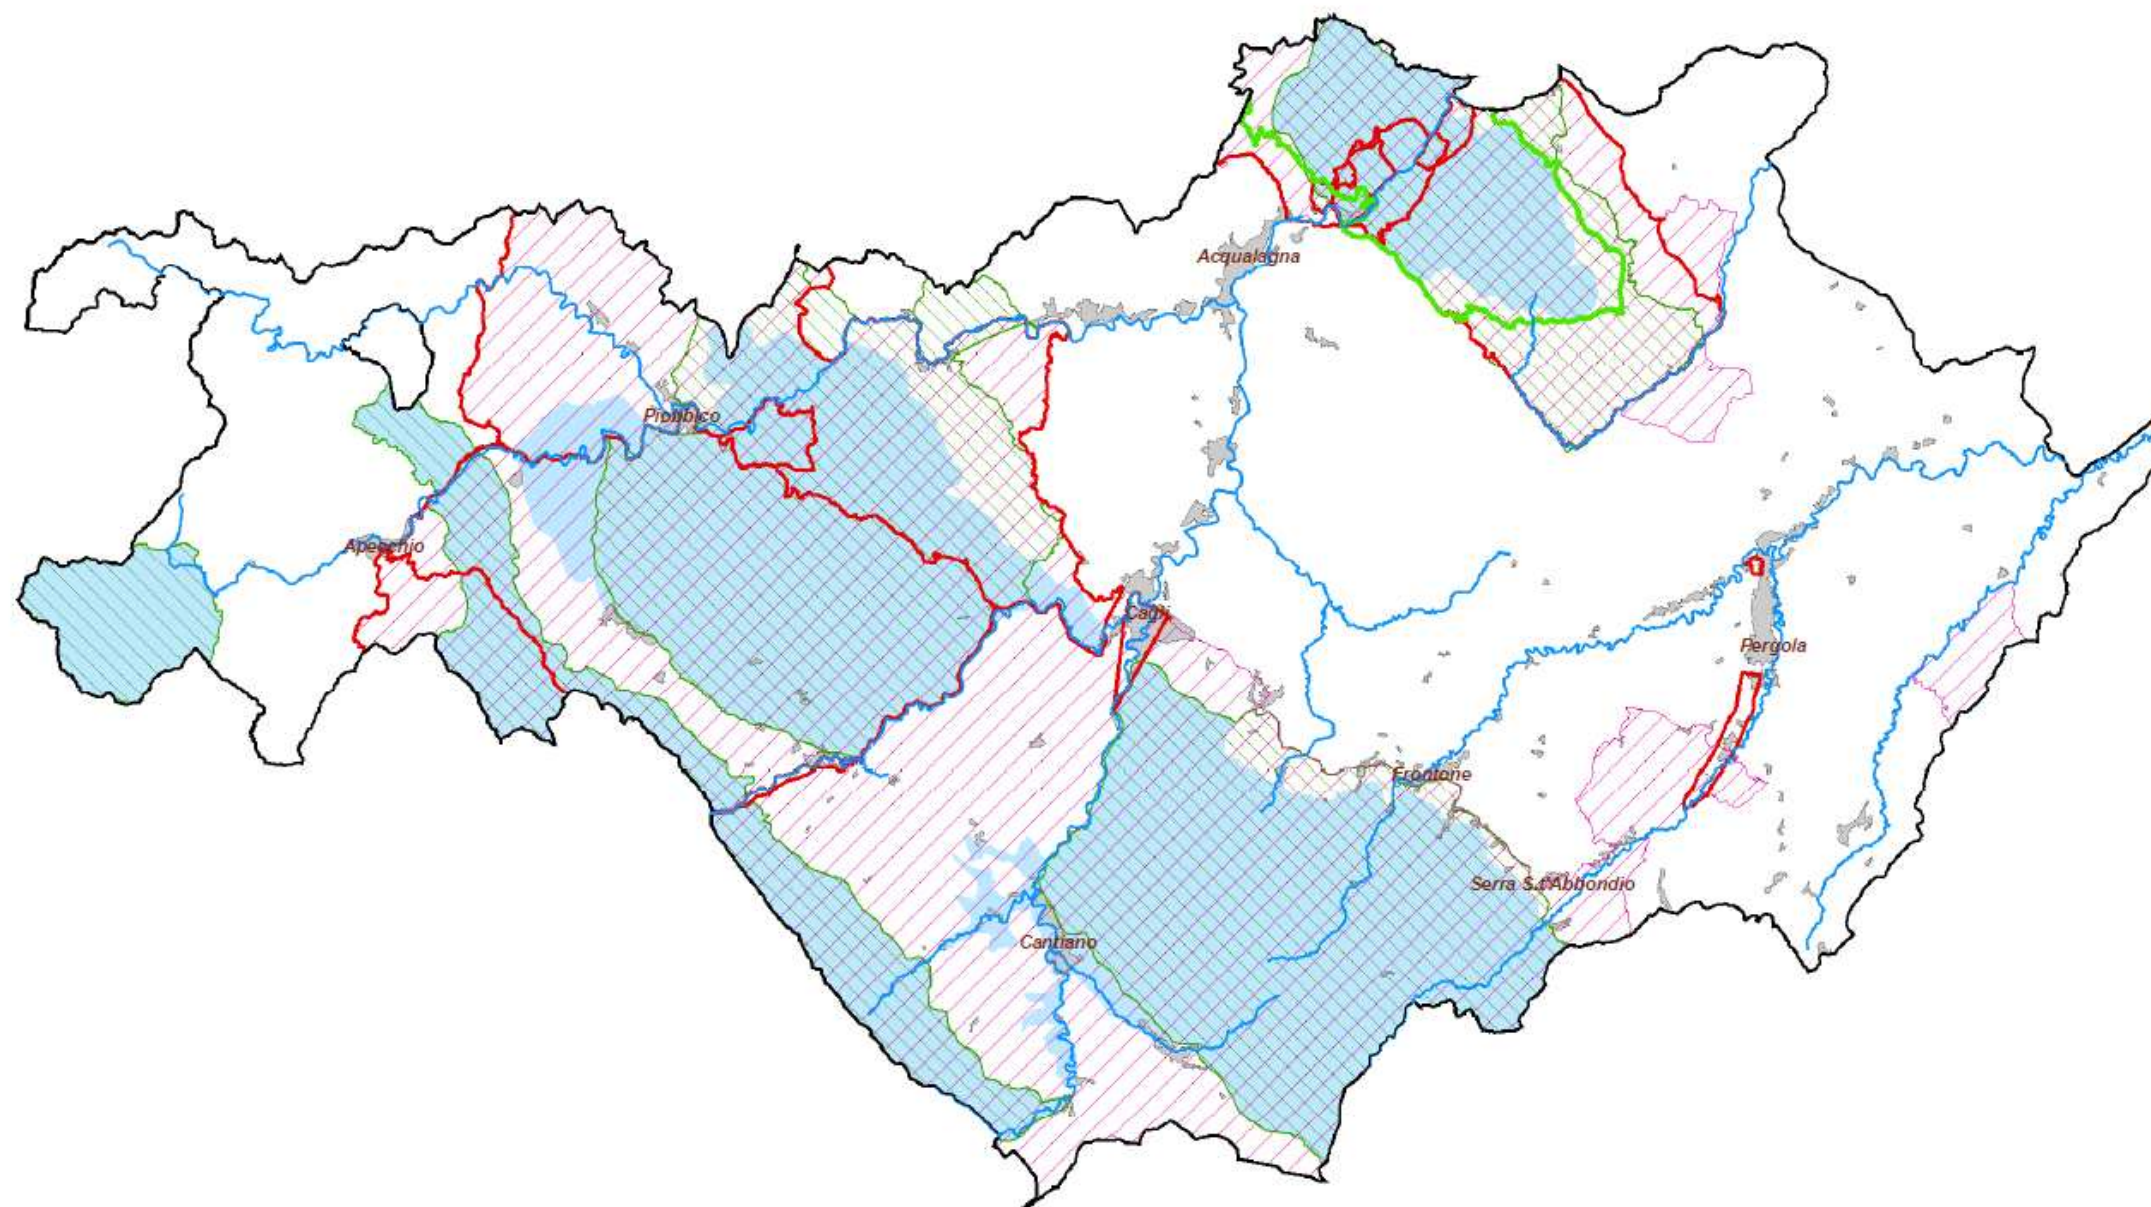 Acqualagna
Piobbico
Apecchio
Cagli
Pergola
Frontone
Serra S.t'Abbondio
Cantiano